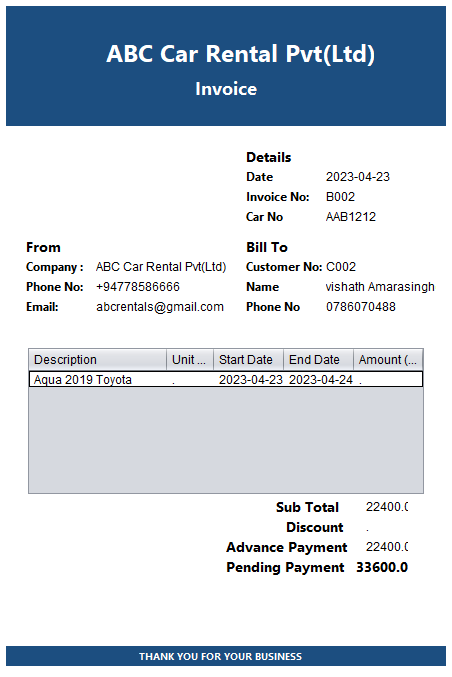 ABC Car Rental Pvt(Ltd)
Invoice
Details
Date 2023-04-23
Invoice No: B002
Car No AAB1212
From
Company : ABC Car Rental Pvt(Ltd)
Phone No: +94778586666
Email: abcrentals@gmail.com
Bill To
Customer No: C002
Name vishath Amarasingh
Phone No 0786070488
Description Unit ... Start Date End Date Amount (...
Aqua 2019 Toyota . 2023-04-23 2023-04-24 .
Sub Total 22400.0
Discount .
Advance Payment 22400.0
Pending Payment 33600.0
THANK YOU FOR YOUR BUSINESS